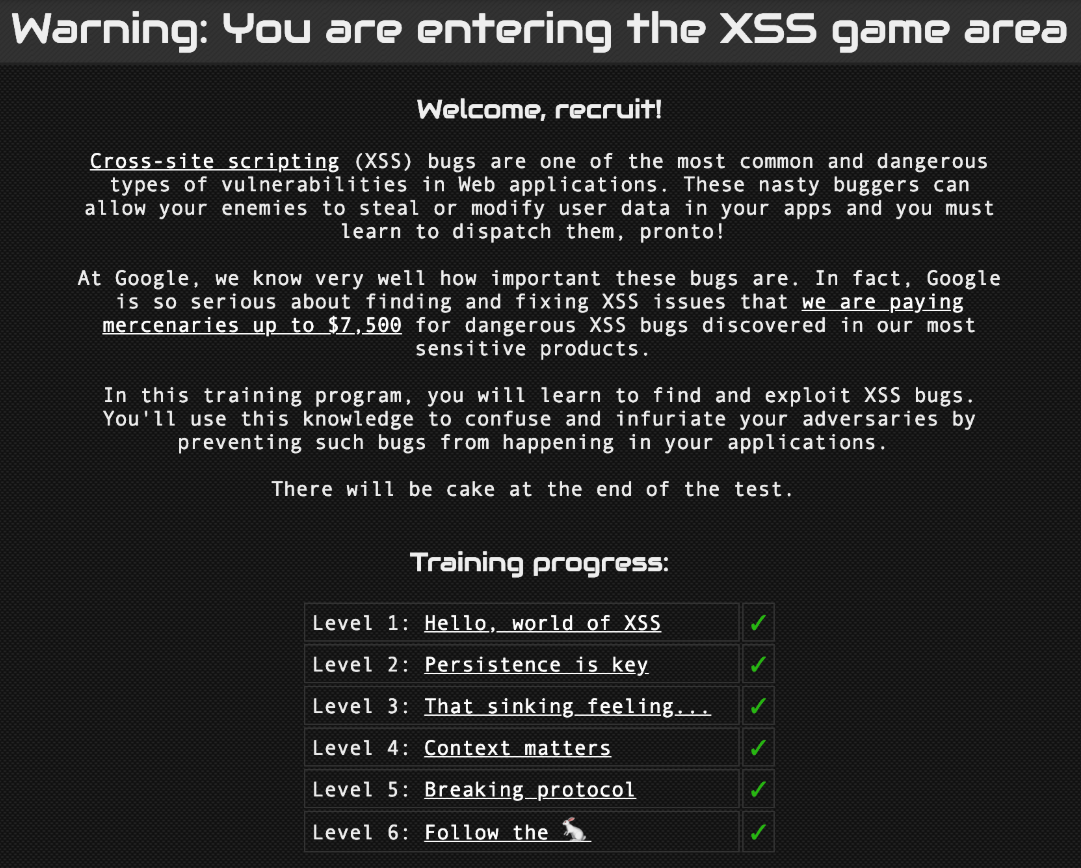 Warning: You are entering the XSS game area
Welcome, recruit!
Cross-site scripting (XSS) bugs are one of the most common and dangerous
types of vulnerabilities in Web applications. These nasty buggers can
allow your enemies to steal or modify user data in your apps and you must
learn to dispatch them, pronto!
At Google, we know very well how important these bugs are. In fact, Google
is so serious about finding and fixing XSS issues that we are paying
mercenaries up to $7,500 for dangerous XSS bugs discovered in our most
sensitive products.
In this training program, you will learn to find and exploit XSS bugs.
You'll use this knowledge to confuse and infuriate your adversaries by
preventing such bugs from happening in your applications.
There will be cake at the end of the test.
Training progress:
Level 1: Hello, world of XSS ✓
Level 2: Persistence is key ✓
Level 3: That sinking feeling... ✓
Level 4: Context matters ✓
Level 5: Breaking protocol ✓
Level 6: Follow the 🐇 ✓